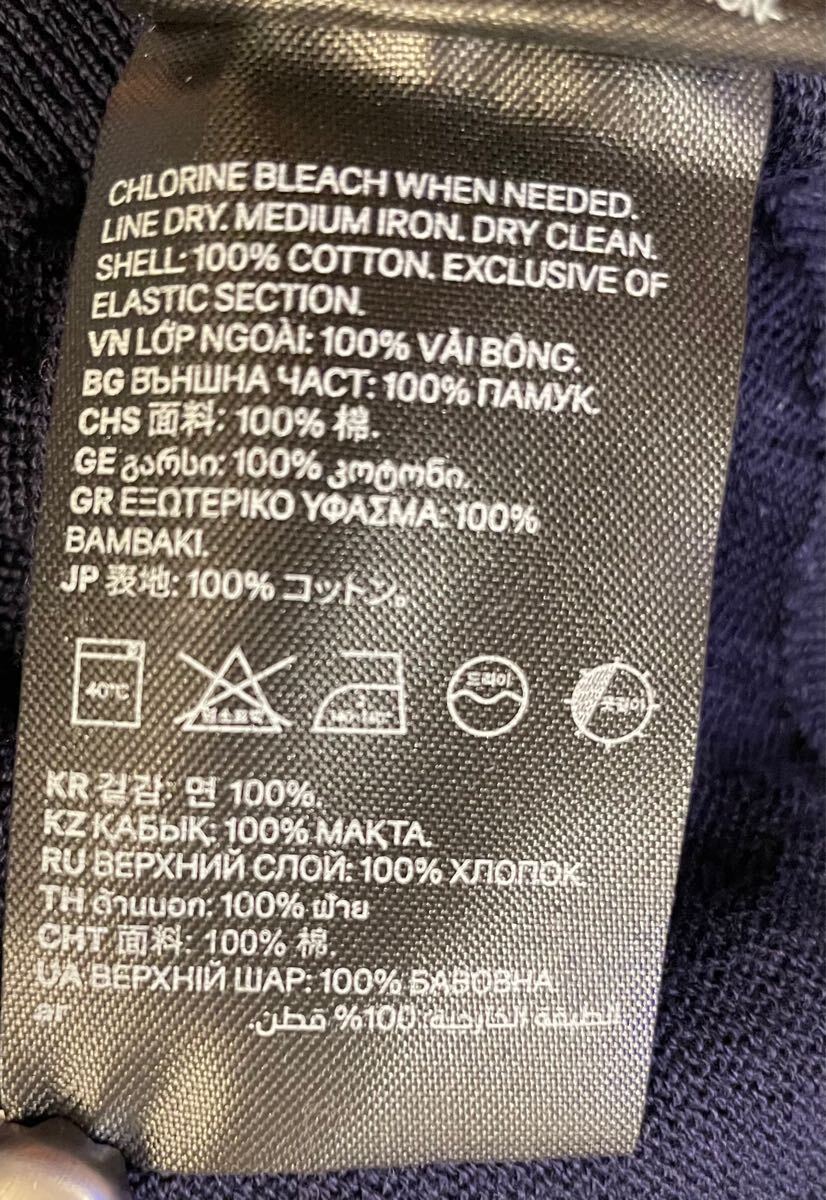 CHLORINE BLEACH WHEN NEEDED.
LINE DRY. MEDIUM IRON. DRY CLEAN.
SHELL: 100% COTTON. EXCLUSIVE OF
ELASTIC SECTION.
VN LỚP NGOÀI: 100% VẢI BÔNG.
BG ВЪНШНА ЧАСТ: 100% ПАМУК.
CHS 面料: 100% 棉.
GE გარსი: 100% კოტონი.
GR ΕΞΩΤΕΡΙΚΟ ΥΦΑΣΜΑ: 100%
BAMBAKI.
JP 表地: 100% コットン。
40°C 드라이
KR 겉감: 면 100%.
KZ ҚАБЫҚ: 100% МАҚТА.
RU ВЕРХНИЙ СЛОЙ: 100% ХЛОПОК.
TH ด้านนอก: 100% ฝ้าย
CHT 面料: 100% 棉.
UA ВЕРХНІЙ ШАР: 100% БАВОВНА.
ar الطبقة الخارجية: 100% قطن.